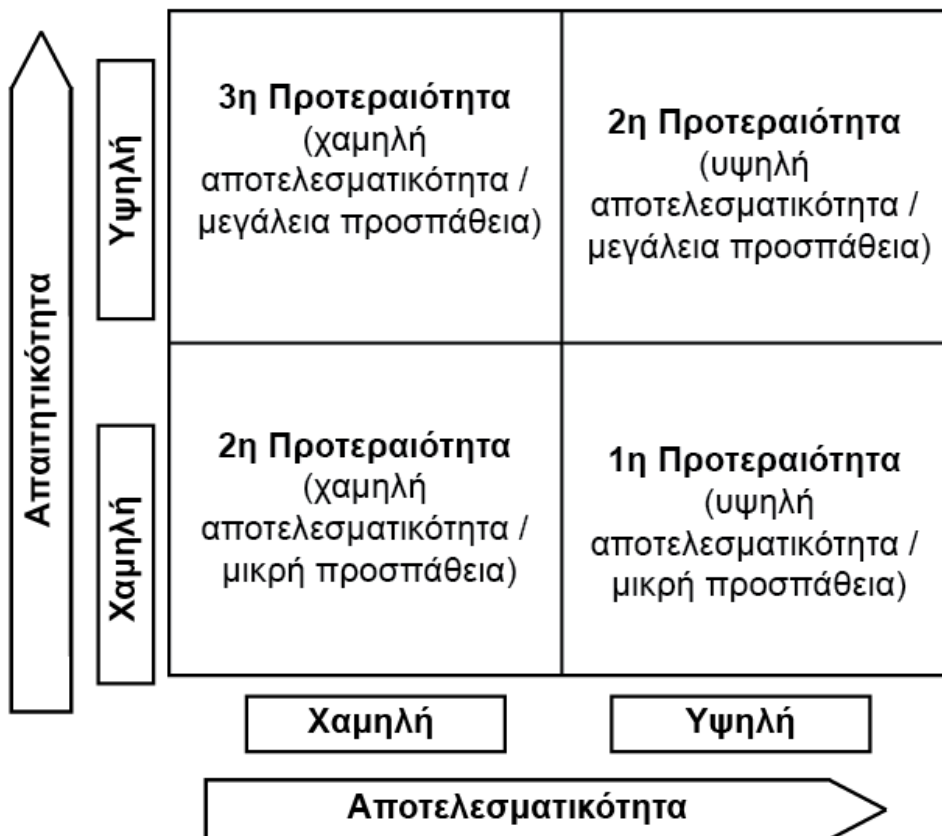 Απαιτητικότητα
Υψηλή
3η Προτεραιότητα
(χαμηλή
αποτελεσματικότητα /
μεγάλεια προσπάθεια)
2η Προτεραιότητα
(υψηλή
αποτελεσματικότητα /
μεγάλεια προσπάθεια)
Χαμηλή
2η Προτεραιότητα
(χαμηλή
αποτελεσματικότητα /
μικρή προσπάθεια)
1η Προτεραιότητα
(υψηλή
αποτελεσματικότητα /
μικρή προσπάθεια)
Χαμηλή
Υψηλή
Αποτελεσματικότητα